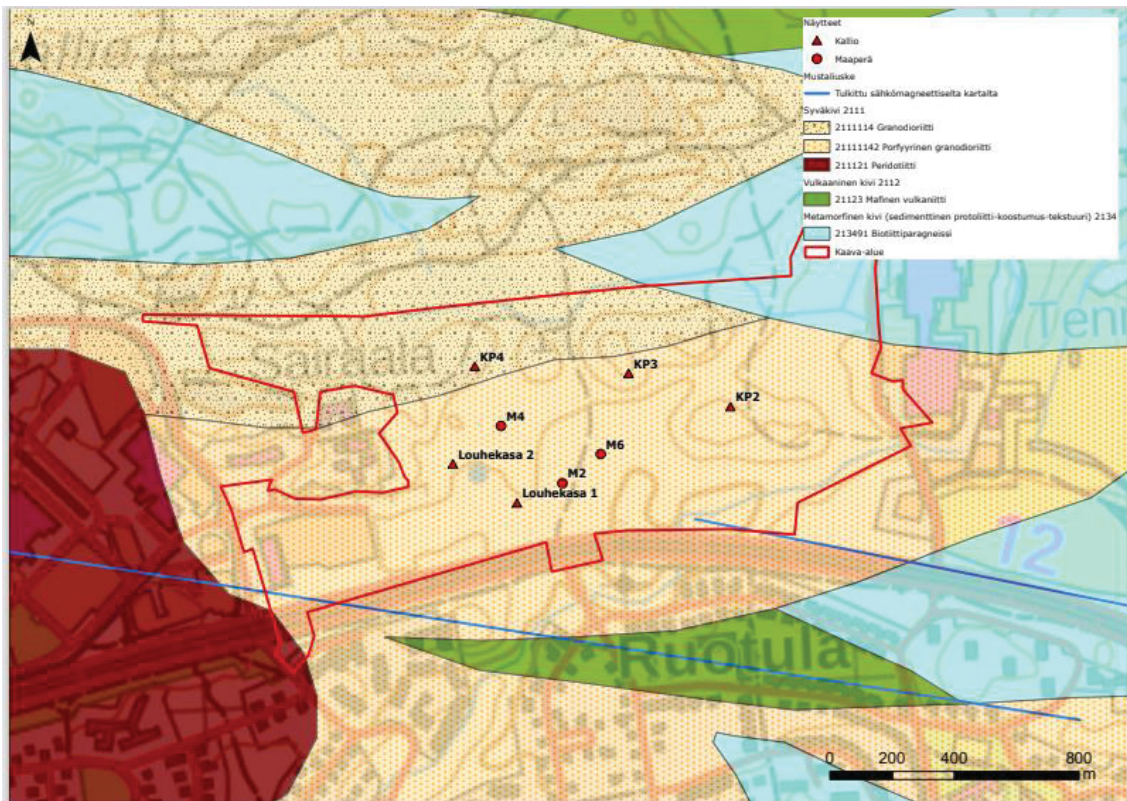 N
Näytteet
Kallio
Maaperä
Mustaliuske
Tulkittu sähkömagneettiselta kartalta
Syväkivi 2111
2111114 Granodioriitti
21111142 Porfyyrinen granodioriitti
211121 Peridotiitti
Vulkaaninen kivi 2112
21123 Mafinen vulkaniitti
Metamorfinen kivi (sedimenttinen protoliitti-koostumus-tekstuuri) 2134
213491 Biotiittiparagneissi
Kaava-alue
Tenn
Sairaala
KP4
KP3
KP2
M4
M6
Louhekasa 2
M2
Louhekasa 1
12
Ruotula
0 200 400 800
m